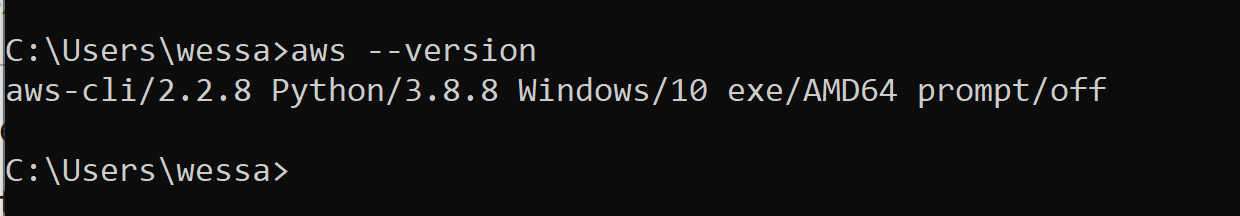 C:\Users\wessa>aws --version
aws-cli/2.2.8 Python/3.8.8 Windows/10 exe/AMD64 prompt/off
C:\Users\wessa>